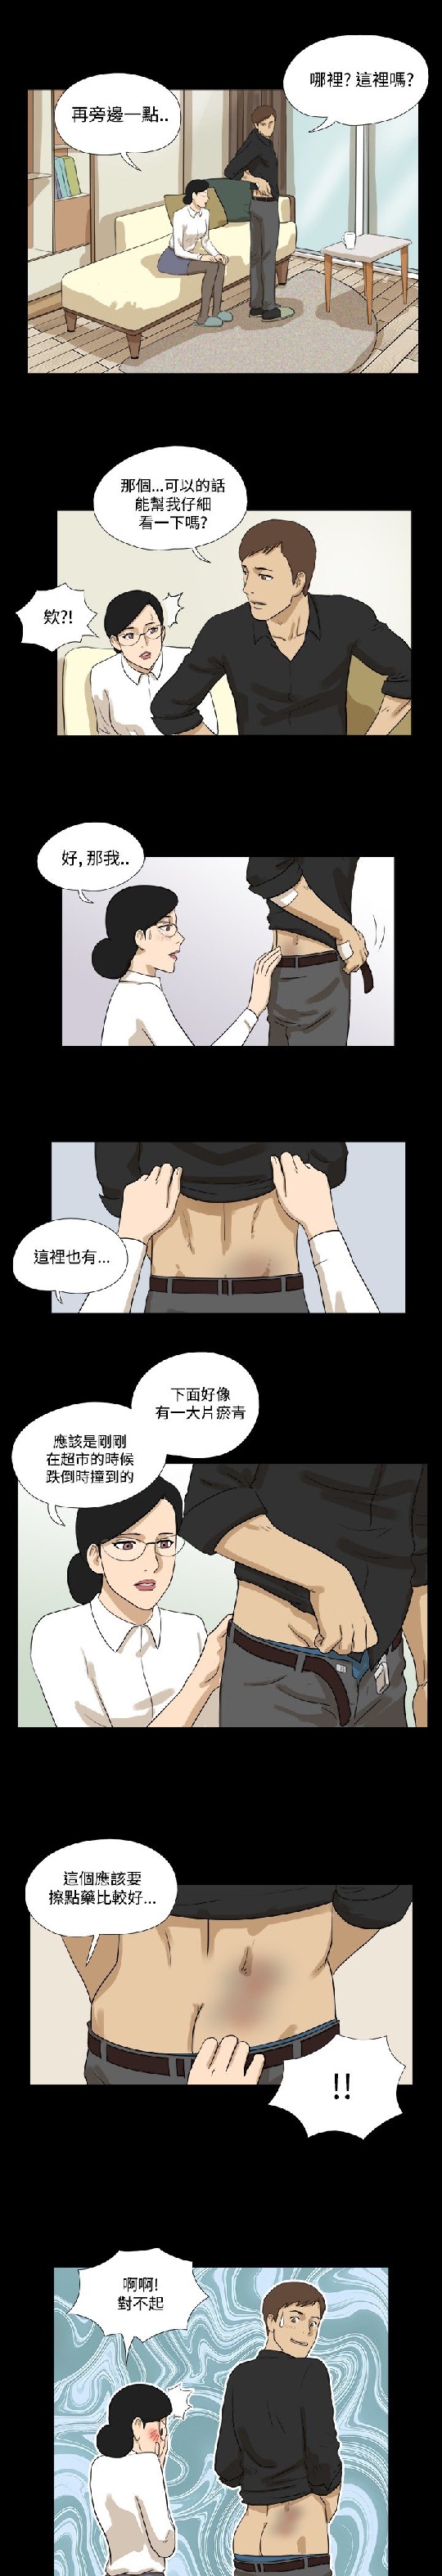 再旁邊一點..
哪裡? 這裡嗎?
那個...可以的話
能幫我仔細
看一下嗎?
欸?!
好, 那我..
這裡也有...
下面好像
有一大片瘀青
應該是剛剛
在超市的時候
跌倒時撞到的
這個應該要
擦點藥比較好...
!!
啊啊!
對不起